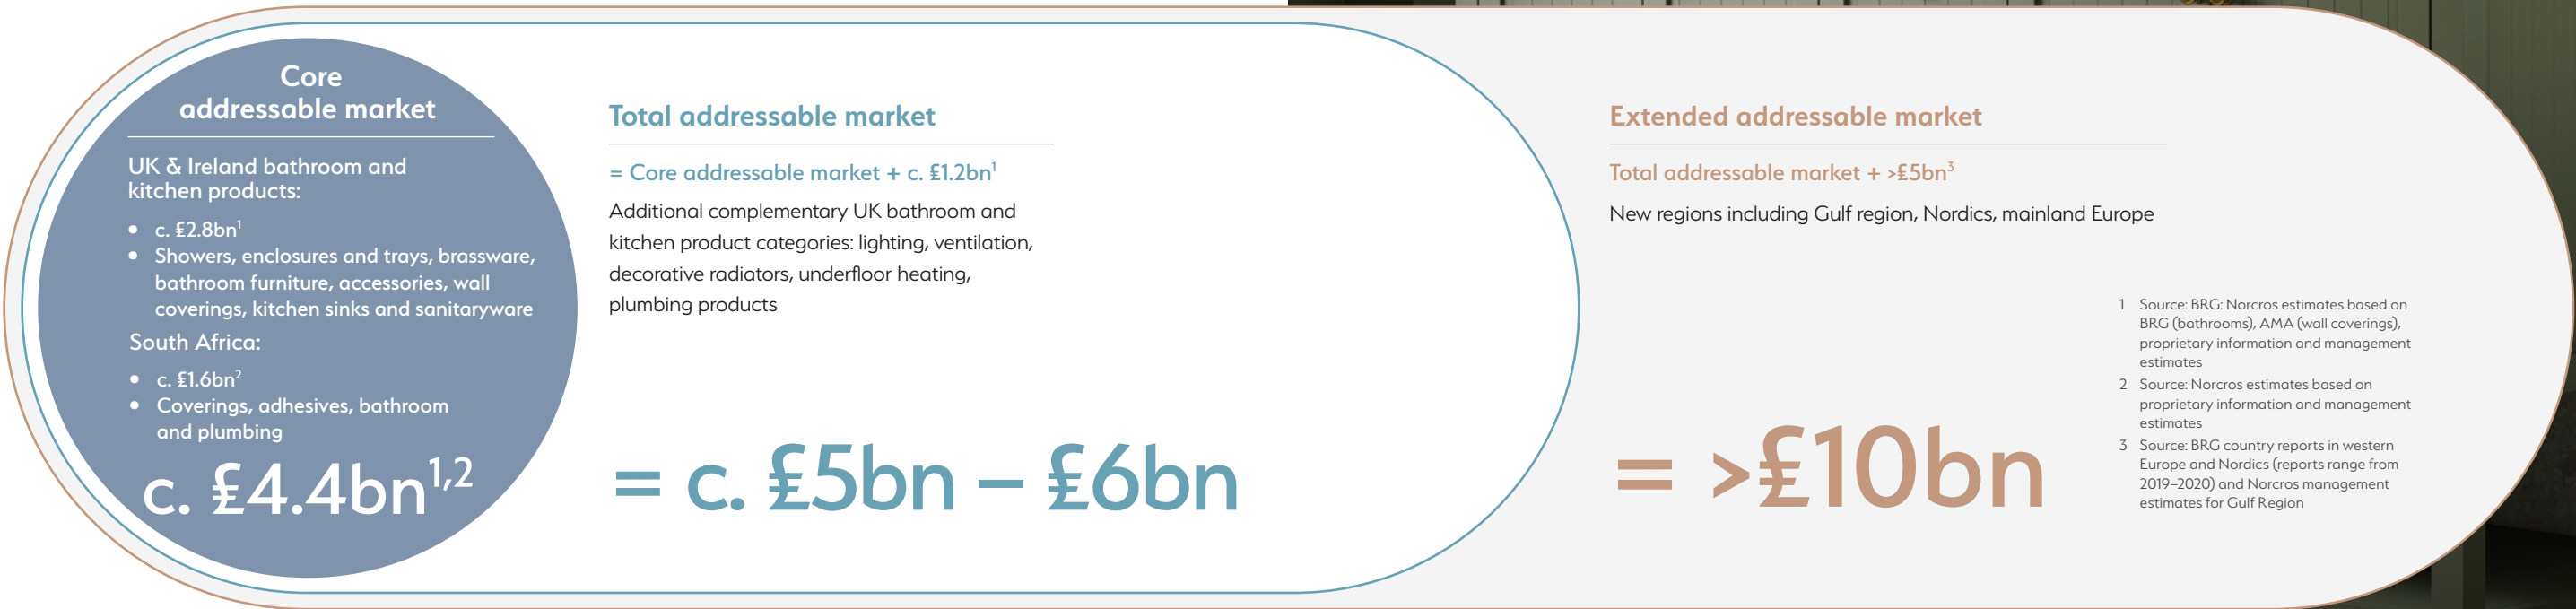 Core
addressable market
UK & Ireland bathroom and
kitchen products:
• c. £2.8bn1
• Showers, enclosures and trays, brassware,
bathroom furniture, accessories, wall
coverings, kitchen sinks and sanitaryware
South Africa:
• c. £1.6bn2
• Coverings, adhesives, bathroom
and plumbing
c. £4.4bn1,2
Total addressable market
= Core addressable market + c. £1.2bn1
Additional complementary UK bathroom and
kitchen product categories: lighting, ventilation,
decorative radiators, underfloor heating,
plumbing products
= c. £5bn – £6bn
Extended addressable market
Total addressable market + >£5bn3
New regions including Gulf region, Nordics, mainland Europe
= >£10bn
1 Source: BRG: Norcros estimates based on
BRG (bathrooms), AMA (wall coverings),
proprietary information and management
estimates
2 Source: Norcros estimates based on
proprietary information and management
estimates
3 Source: BRG country reports in western
Europe and Nordics (reports range from
2019–2020) and Norcros management
estimates for Gulf Region